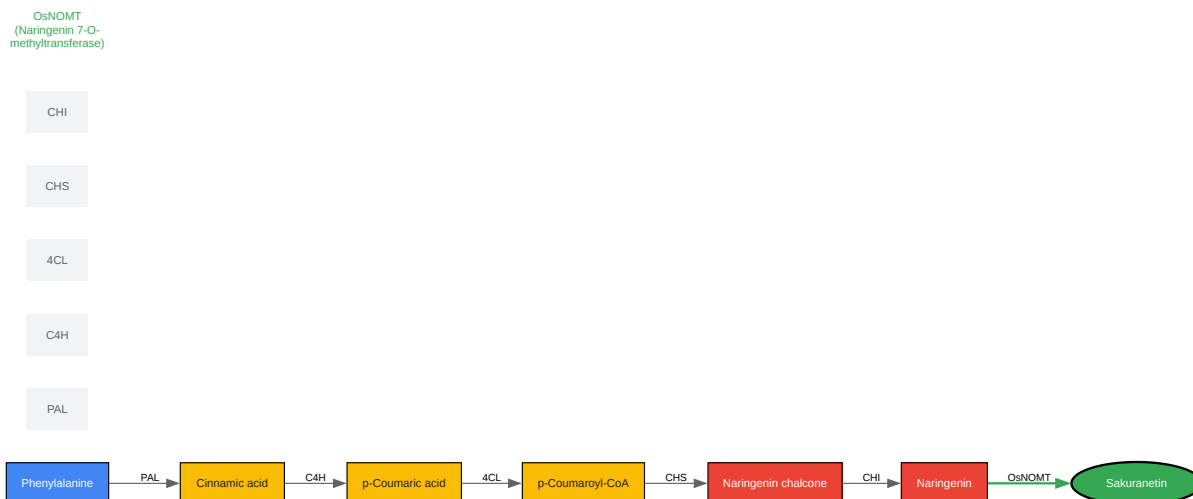 OsNOMT
(Naringenin 7-O-
methyltransferase)
CHI
CHS
4CL
C4H
PAL
Phenylalanine
PAL
Cinnamic acid
C4H
p-Coumaric acid
4CL
p-Coumaroyl-CoA
CHS
Naringenin chalcone
CHI
Naringenin
OsNOMT
Sakuranetin